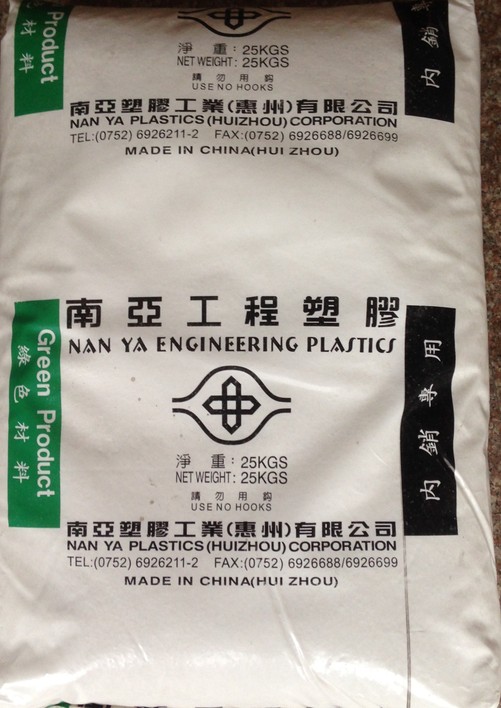 Product
材料
淨重：25KGS
NET WEIGHT：25KGS
請勿用鈎
USE NO HOOKS
南亞塑膠工業(惠州)有限公司
NAN YA PLASTICS(HUIZHOU)CORPORATION
TEL:(0752) 6926211-2 FAX:(0752) 6926688/6926699
MADE IN CHINA(HUI ZHOU)
內銷專
南亞工程塑膠
NAN YA ENGINEERING PLASTICS
Green Product
綠色材料
淨重：25KGS
NET WEIGHT：25KGS
請勿用鈎
USE NO HOOKS
南亞塑膠工業(惠州)有限公司
NAN YA PLASTICS(HUIZHOU)CORPORATION
TEL:(0752) 6926211-2 FAX:(0752) 6926688/6926699
MADE IN CHINA(HUI ZHOU)
內銷專用